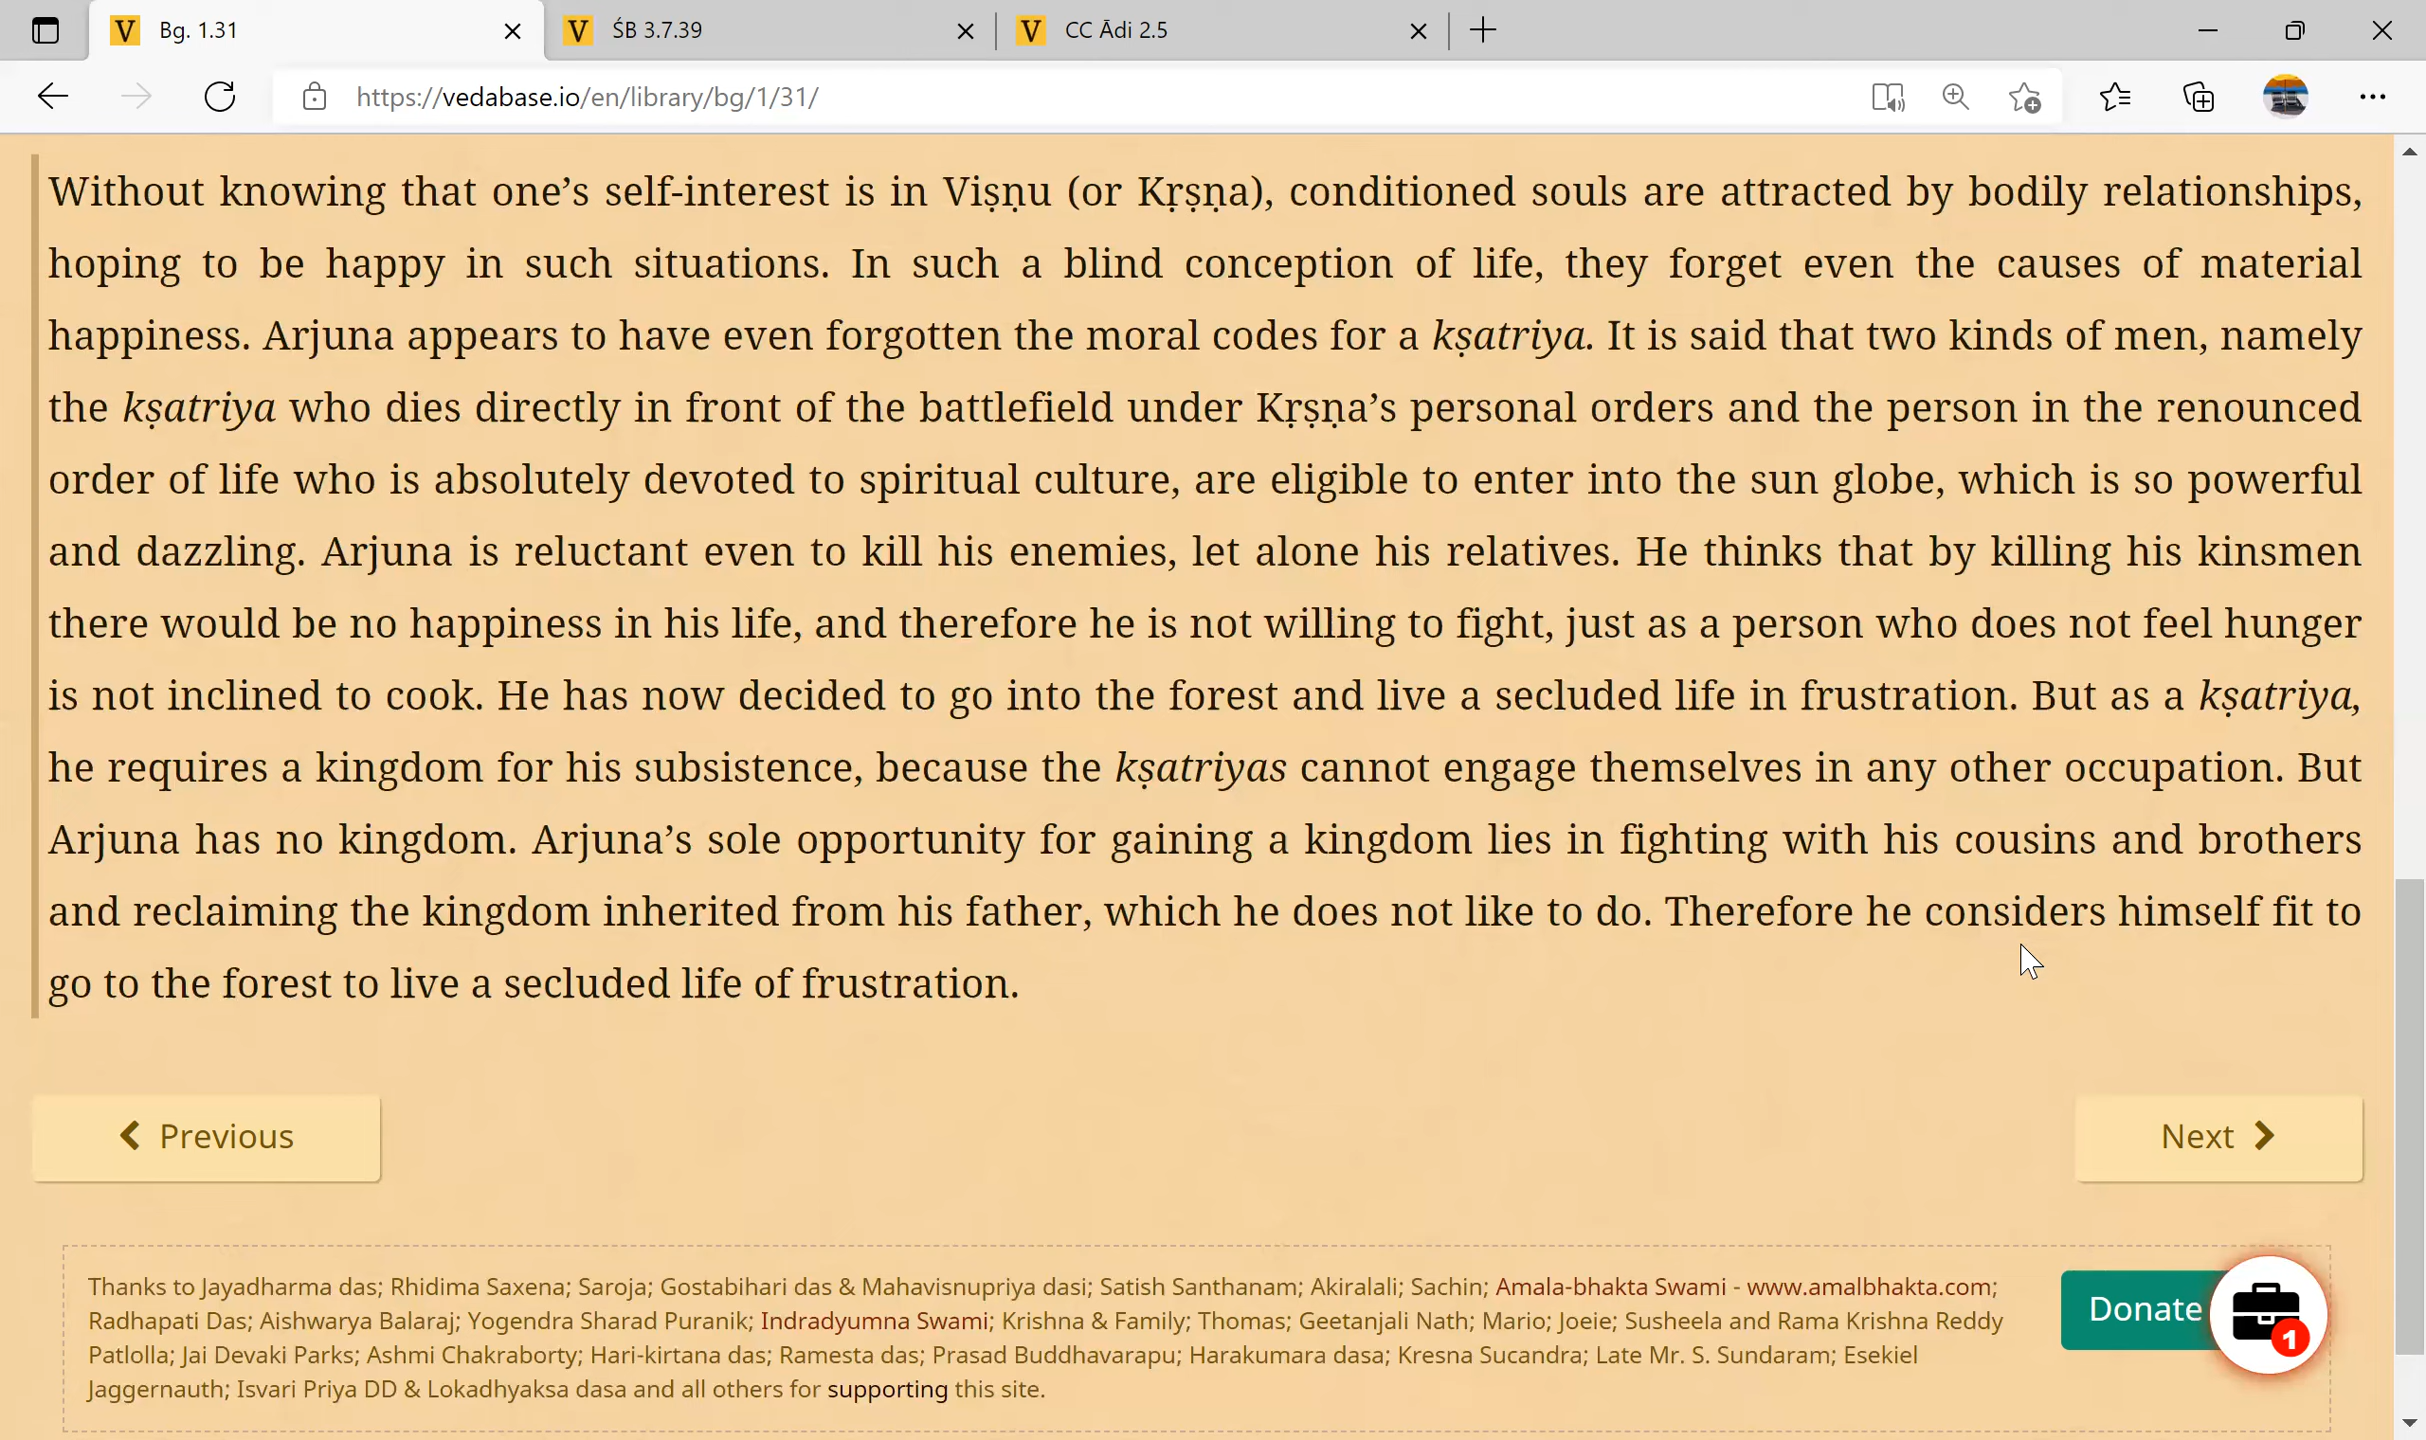 Bg. 1.31
ŚB 3.7.39
CC Ādi 2.5
https://vedabase.io/en/library/bg/1/31/
Without knowing that one’s self-interest is in Viṣṇu (or Kṛṣṇa), conditioned souls are attracted by bodily relationships,
hoping to be happy in such situations. In such a blind conception of life, they forget even the causes of material
happiness. Arjuna appears to have even forgotten the moral codes for a kṣatriya. It is said that two kinds of men, namely
the kṣatriya who dies directly in front of the battlefield under Kṛṣṇa’s personal orders and the person in the renounced
order of life who is absolutely devoted to spiritual culture, are eligible to enter into the sun globe, which is so powerful
and dazzling. Arjuna is reluctant even to kill his enemies, let alone his relatives. He thinks that by killing his kinsmen
there would be no happiness in his life, and therefore he is not willing to fight, just as a person who does not feel hunger
is not inclined to cook. He has now decided to go into the forest and live a secluded life in frustration. But as a kṣatriya,
he requires a kingdom for his subsistence, because the kṣatriyas cannot engage themselves in any other occupation. But
Arjuna has no kingdom. Arjuna’s sole opportunity for gaining a kingdom lies in fighting with his cousins and brothers
and reclaiming the kingdom inherited from his father, which he does not like to do. Therefore he considers himself fit to
go to the forest to live a secluded life of frustration.
Previous
Next
Thanks to Jayadharma das; Rhidima Saxena; Saroja; Gostabihari das & Mahavisnupriya dasi; Satish Santhanam; Akiralali; Sachin; Amala-bhakta Swami - www.amalbhakta.com;
Radhapati Das; Aishwarya Balaraj; Yogendra Sharad Puranik; Indradyumna Swami; Krishna & Family; Thomas; Geetanjali Nath; Mario; Joeie; Susheela and Rama Krishna Reddy
Patlolla; Jai Devaki Parks; Ashmi Chakraborty; Hari-kirtana das; Ramesta das; Prasad Buddhavarapu; Harakumara dasa; Kresna Sucandra; Late Mr. S. Sundaram; Esekiel
Jaggernauth; Isvari Priya DD & Lokadhyaksa dasa and all others for supporting this site.
Donate
1